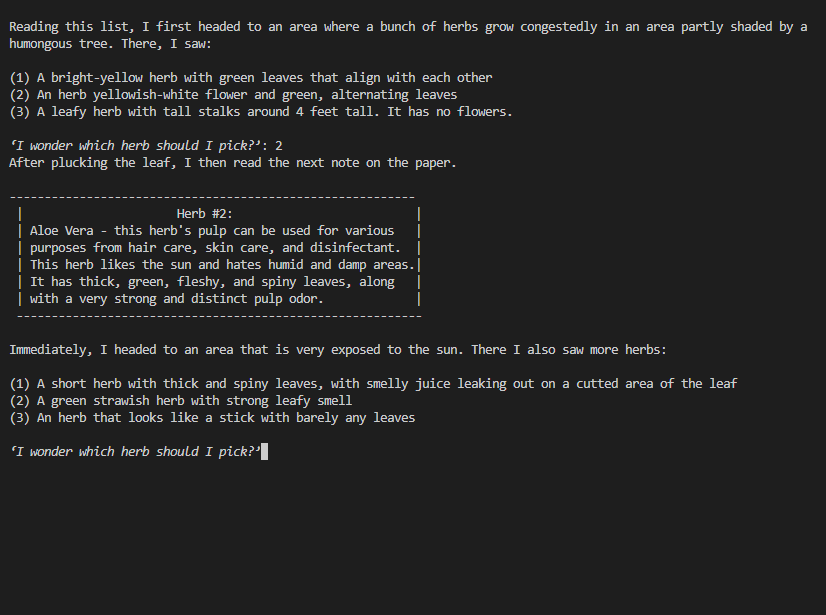 Reading this list, I first headed to an area where a bunch of herbs grow congestedly in an area partly shaded by a
humongous tree. There, I saw:
(1) A bright-yellow herb with green leaves that align with each other
(2) An herb yellowish-white flower and green, alternating leaves
(3) A leafy herb with tall stalks around 4 feet tall. It has no flowers.
‘I wonder which herb should I pick?’: 2
After plucking the leaf, I then read the next note on the paper.
----------------------------------------------------------
| Herb #2: |
| Aloe Vera - this herb's pulp can be used for various |
| purposes from hair care, skin care, and disinfectant. |
| This herb likes the sun and hates humid and damp areas.|
| It has thick, green, fleshy, and spiny leaves, along |
| with a very strong and distinct pulp odor. |
----------------------------------------------------------
Immediately, I headed to an area that is very exposed to the sun. There I also saw more herbs:
(1) A short herb with thick and spiny leaves, with smelly juice leaking out on a cutted area of the leaf
(2) A green strawish herb with strong leafy smell
(3) An herb that looks like a stick with barely any leaves
‘I wonder which herb should I pick?’